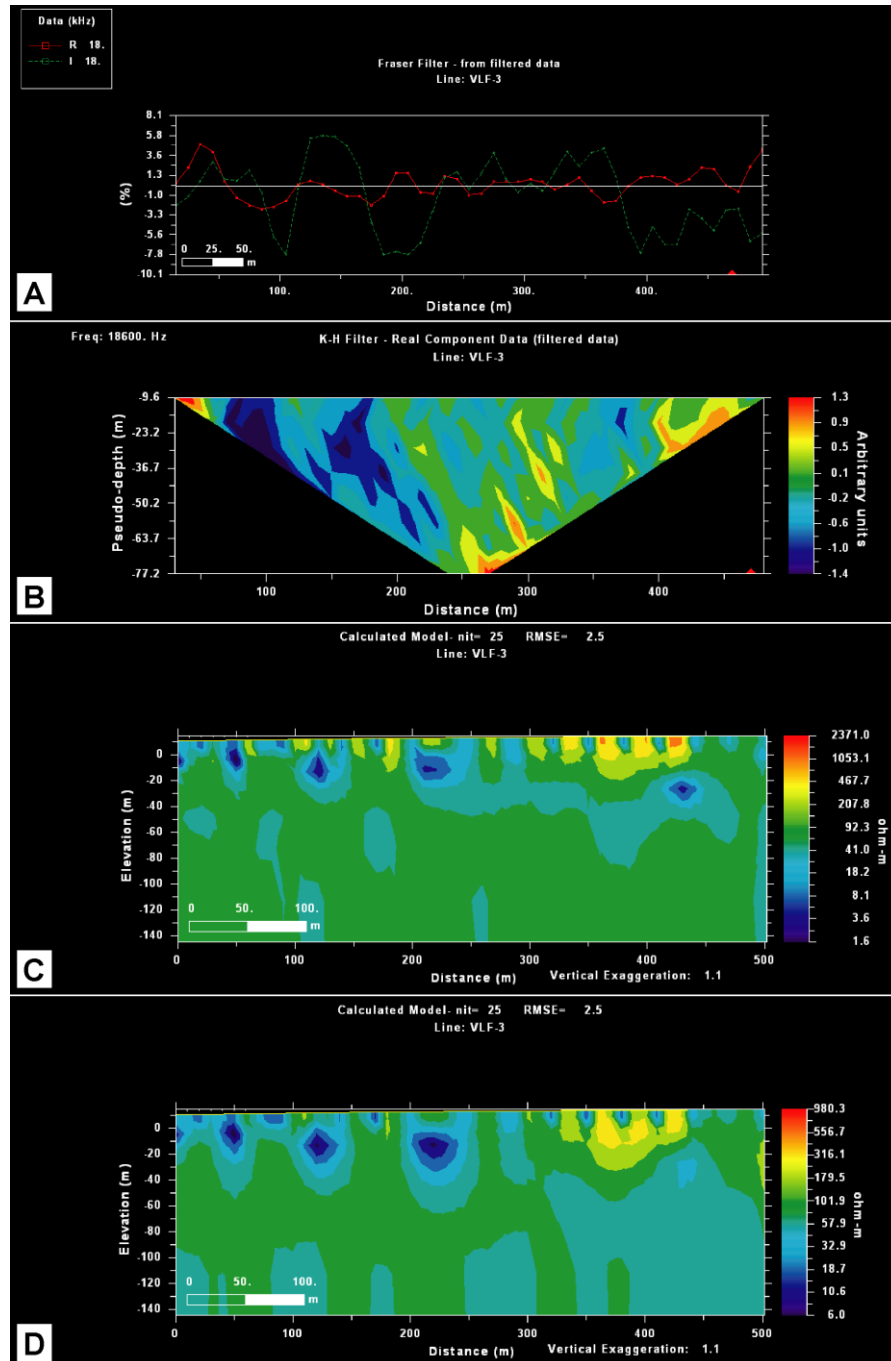 Data (kHz)
R 18.
I 18.
Fraser Filter - from filtered data
Line: VLF-3
8.1
5.8
3.6
1.3
-1.0
-3.3
-5.6
-7.8
-10.1
(%)
0 25. 50.
m
100. 200. 300. 400.
Distance (m)
A
Freq: 18600. Hz
K-H Filter - Real Component Data (filtered data)
Line: VLF-3
-9.6
-23.2
-36.7
-50.2
-63.7
-77.2
Pseudo-depth (m)
100 200 300 400
Distance (m)
1.3
0.9
0.5
0.1
-0.2
-0.6
-1.0
-1.4
Arbitrary units
B
Calculated Model- nit= 25 RMSE= 2.5
Line: VLF-3
0
-20
-40
-60
-80
-100
-120
-140
Elevation (m)
0 50. 100.
m
0 100 200 300 400 500
Distance (m)
Vertical Exaggeration: 1.1
2371.0
1053.1
467.7
207.8
92.3
41.0
18.2
8.1
3.6
1.6
ohm-m
C
Calculated Model- nit= 25 RMSE= 2.5
Line: VLF-3
0
-20
-40
-60
-80
-100
-120
-140
Elevation (m)
0 50. 100.
m
0 100 200 300 400 500
Distance (m)
Vertical Exaggeration: 1.1
980.3
556.7
316.1
179.5
101.9
57.9
32.9
18.7
10.6
6.0
ohm-m
D